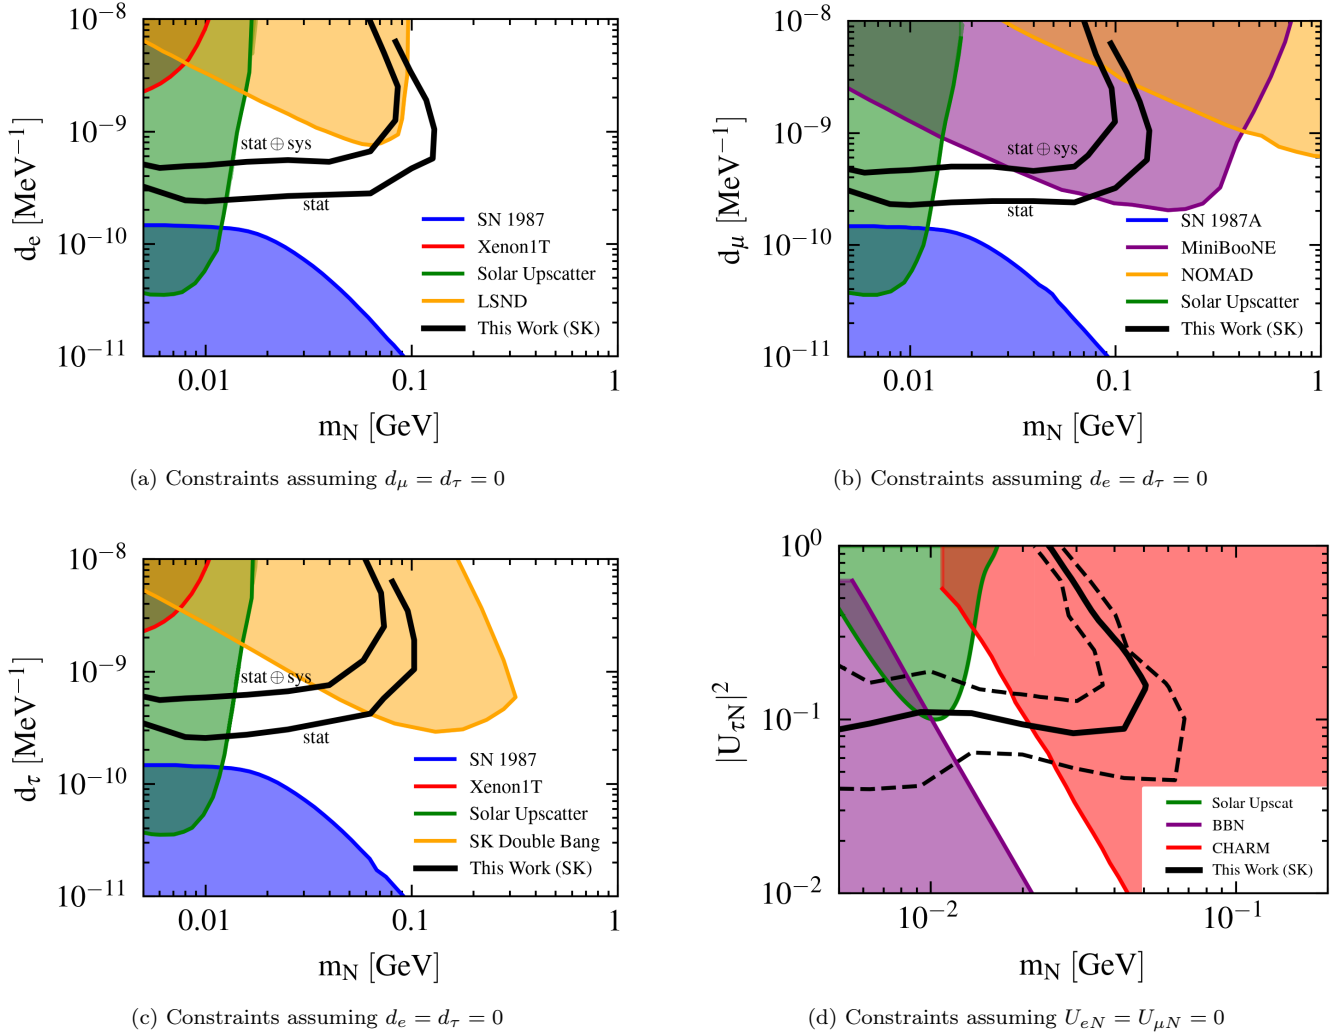 10⁻⁸
10⁻⁹
10⁻¹⁰
10⁻¹¹
dₑ [MeV⁻¹]
stat⊕sys
stat
SN 1987
Xenon1T
Solar Upscatter
LSND
This Work (SK)
0.01 0.1 1
m_N [GeV]
(a) Constraints assuming d_μ = d_τ = 0
10⁻⁸
10⁻⁹
10⁻¹⁰
10⁻¹¹
d_μ [MeV⁻¹]
stat⊕sys
stat
SN 1987A
MiniBooNE
NOMAD
Solar Upscatter
This Work (SK)
0.01 0.1 1
m_N [GeV]
(b) Constraints assuming d_e = d_τ = 0
10⁻⁸
10⁻⁹
10⁻¹⁰
10⁻¹¹
d_τ [MeV⁻¹]
stat⊕sys
stat
SN 1987
Xenon1T
Solar Upscatter
SK Double Bang
This Work (SK)
0.01 0.1 1
m_N [GeV]
(c) Constraints assuming d_e = d_τ = 0
10⁰
10⁻¹
10⁻²
|U_τN|²
Solar Upscat
BBN
CHARM
This Work (SK)
10⁻² 10⁻¹
m_N [GeV]
(d) Constraints assuming U_eN = U_μN = 0